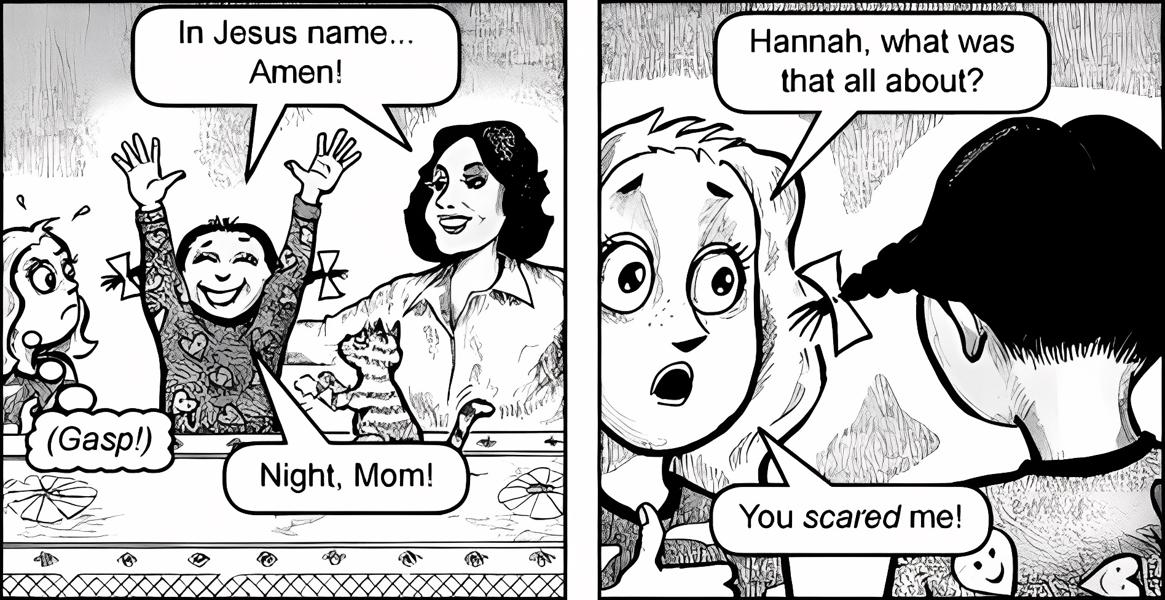 In Jesus name...
Amen!
(Gasp!)
Night, Mom!
Hannah, what was
that all about?
You scared me!